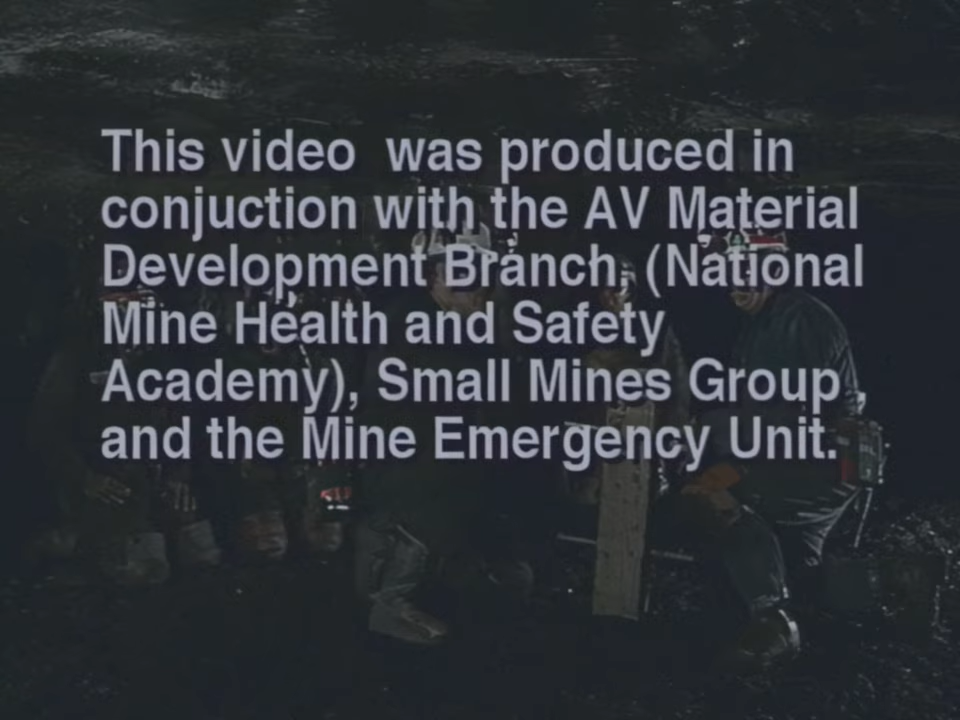 This video  was produced in
conjuction with the AV Material
Development Branch, (National
Mine Health and Safety
Academy), Small Mines Group
and the Mine Emergency Unit.